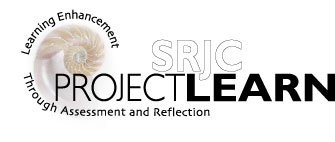 Learning Enhancement
SRJC
PROJECTLEARN
Through Assessment and Reflection